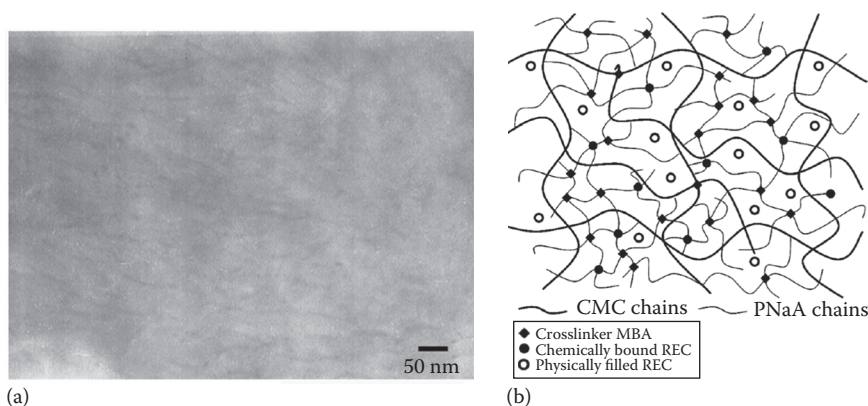 50 nm
(a)
CMC chains
PNaA chains
Crosslinker MBA
Chemically bound REC
Physically filled REC
(b)